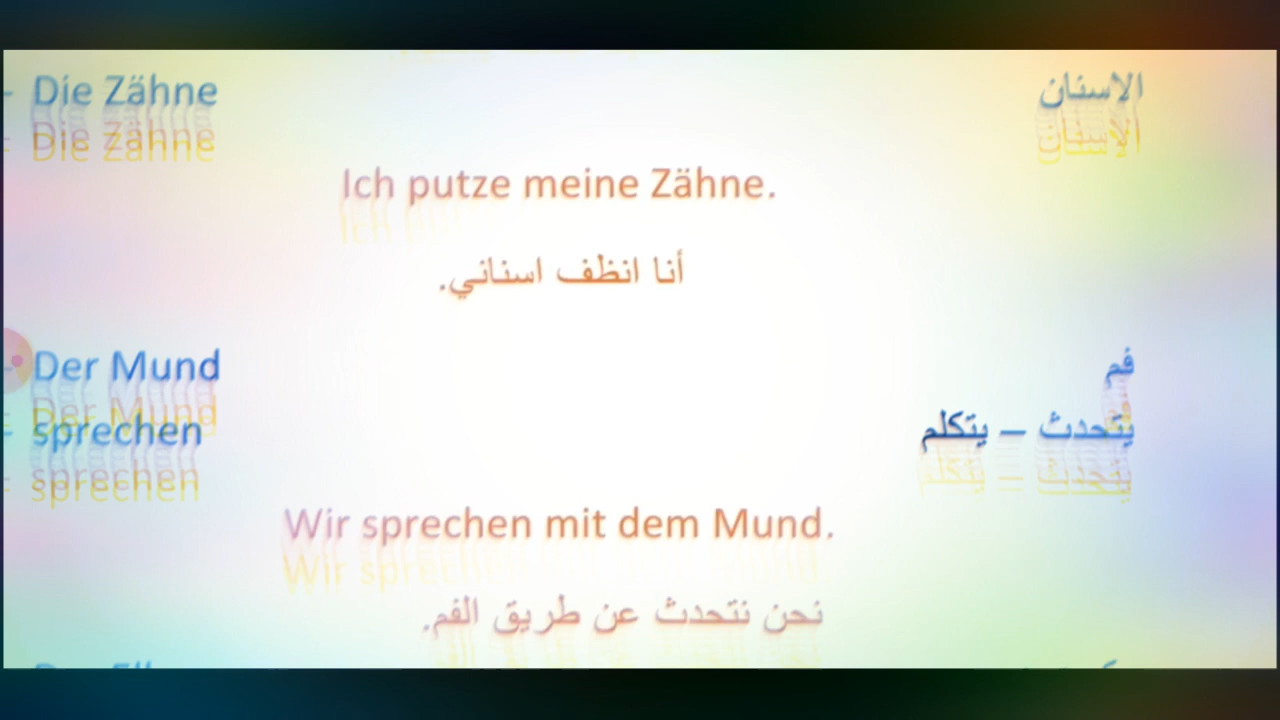 - Die Zähne الاسنان
Ich putze meine Zähne.
أنا انظف اسناني.
- Der Mund فم
- sprechen يتحدث – يتكلم
Wir sprechen mit dem Mund.
نحن نتحدث عن طريق الفم.